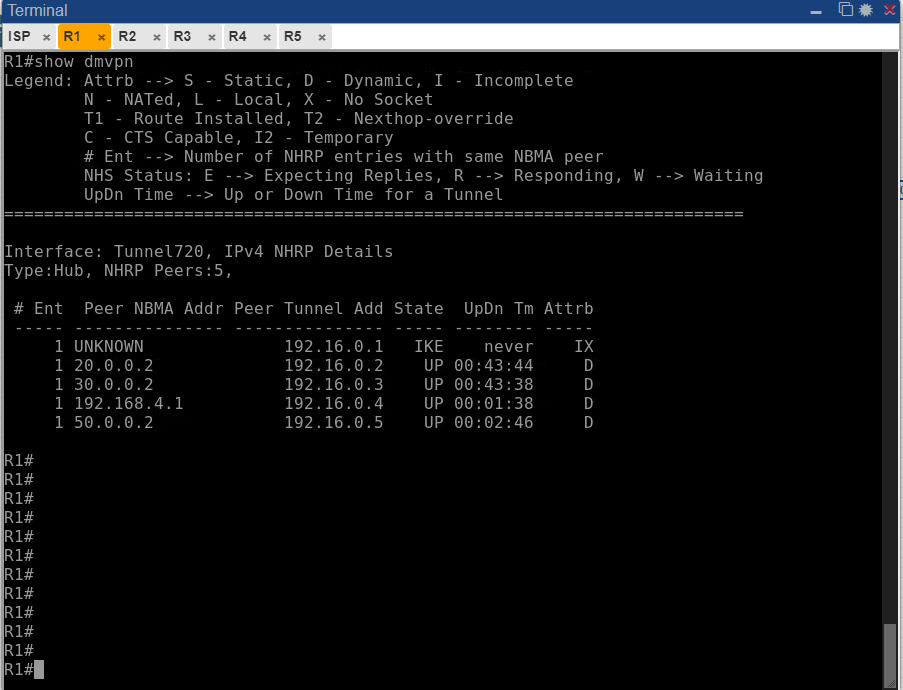 Terminal
ISP × R1 × R2 × R3 × R4 × R5 ×
R1#show dmvpn
Legend: Attrb --> S - Static, D - Dynamic, I - Incomplete
        N - NATed, L - Local, X - No Socket
        T1 - Route Installed, T2 - Nexthop-override
        C - CTS Capable, I2 - Temporary
        # Ent --> Number of NHRP entries with same NBMA peer
        NHS Status: E --> Expecting Replies, R --> Responding, W --> Waiting
        UpDn Time --> Up or Down Time for a Tunnel
==========================================================================
Interface: Tunnel720, IPv4 NHRP Details
Type:Hub, NHRP Peers:5,
 # Ent  Peer NBMA Addr Peer Tunnel Add State  UpDn Tm Attrb
 ----- --------------- --------------- ----- -------- -----
     1 UNKNOWN              192.16.0.1   IKE    never    IX
     1 20.0.0.2             192.16.0.2    UP 00:43:44     D
     1 30.0.0.2             192.16.0.3    UP 00:43:38     D
     1 192.168.4.1          192.16.0.4    UP 00:01:38     D
     1 50.0.0.2             192.16.0.5    UP 00:02:46     D
R1#
R1#
R1#
R1#
R1#
R1#
R1#
R1#
R1#
R1#
R1#
R1#